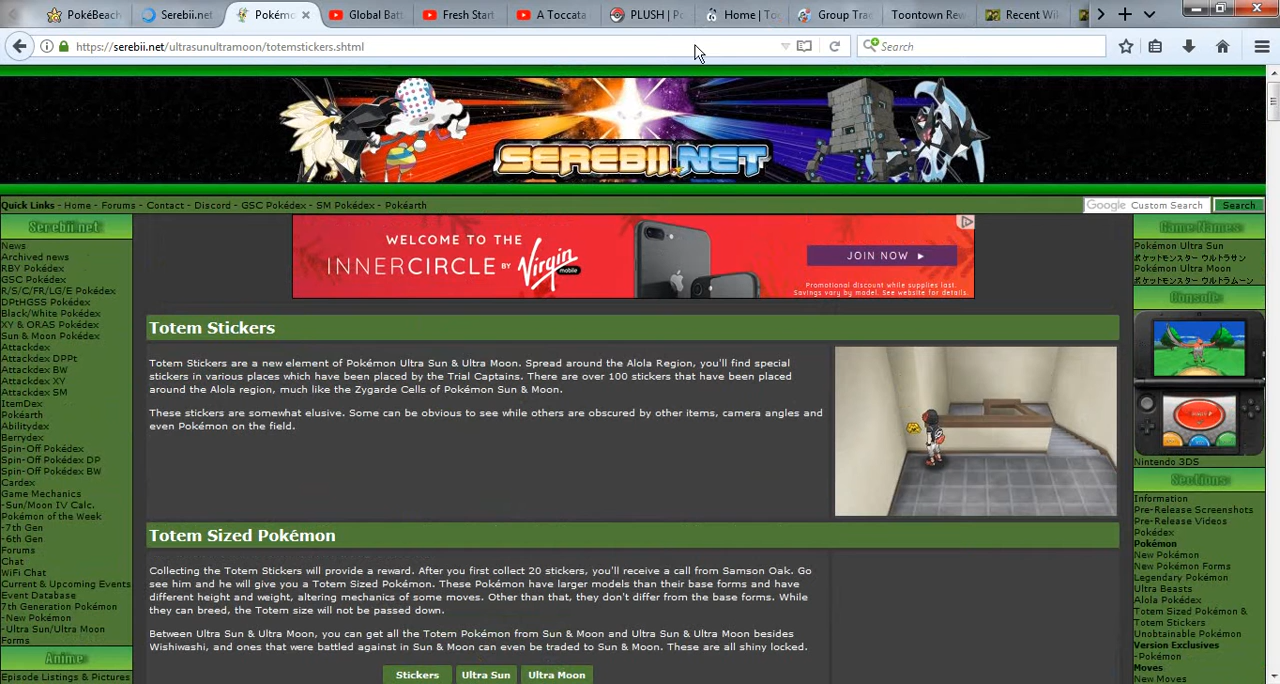 PokéBeach
Serebii.net
Pokémo
Global Batt
Fresh Start
A Toccata
PLUSH | Po
Home | To
Group Tra
Toontown Rew
Recent Wi
https://serebii.net/ultrasunultramoon/totemstickers.shtml
Search
SEREBII.NET
Quick Links - Home - Forums - Contact - Discord - GSC Pokédex - SM Pokédex - Pokéarth
Google Custom Search
Search
Serebii.net
News
Archived news
RBY Pokédex
GSC Pokédex
R/S/C/FR/LG/E Pokédex
DPtHGSS Pokédex
Black/White Pokédex
XY & ORAS Pokédex
Sun & Moon Pokédex
Attackdex
Attackdex DPPt
Attackdex BW
Attackdex XY
Attackdex SM
ItemDex
Pokéarth
Abilitydex
Berrydex
Spin-Off Pokédex
Spin-Off Pokédex DP
Spin-Off Pokédex BW
Cardex
Game Mechanics
-Sun/Moon IV Calc.
Pokémon of the Week
-7th Gen
-6th Gen
Forums
Chat
WiFi Chat
Current & Upcoming Events
Event Database
7th Generation Pokémon
-New Pokémon
-Ultra Sun/Ultra Moon
Forms
Anime
Episode Listings & Pictures
WELCOME TO THE
INNERCIRCLE BY Virgin mobile
JOIN NOW
Promotional discount while supplies last.
Savings vary by model. See website for details.
Totem Stickers
Totem Stickers are a new element of Pokémon Ultra Sun & Ultra Moon. Spread around the Alola Region, you'll find special
stickers in various places which have been placed by the Trial Captains. There are over 100 stickers that have been placed
around the Alola region, much like the Zygarde Cells of Pokémon Sun & Moon.
These stickers are somewhat elusive. Some can be obvious to see while others are obscured by other items, camera angles and
even Pokémon on the field.
Totem Sized Pokémon
Collecting the Totem Stickers will provide a reward. After you first collect 20 stickers, you'll receive a call from Samson Oak. Go
see him and he will give you a Totem Sized Pokémon. These Pokémon have larger models than their base forms and have
different height and weight, altering mechanics of some moves. Other than that, they don't differ from the base forms. While
they can breed, the Totem size will not be passed down.
Between Ultra Sun & Ultra Moon, you can get all the Totem Pokémon from Sun & Moon and Ultra Sun & Ultra Moon besides
Wishiwashi, and ones that were battled against in Sun & Moon can even be traded to Sun & Moon. These are all shiny locked.
Stickers
Ultra Sun
Ultra Moon
Game Names:
Pokémon Ultra Sun
ポケットモンスター ウルトラサン
Pokémon Ultra Moon
ポケットモンスター ウルトラムーン
Console:
Nintendo 3DS
Sections:
Information
Pre-Release Screenshots
Pre-Release Videos
Pokédex
Pokémon
New Pokémon
New Pokémon Forms
Legendary Pokémon
Ultra Beasts
Alola Pokédex
Totem Sized Pokémon &
Totem Stickers
Unobtainable Pokémon
Version Exclusives
-Pokémon
Moves
New Moves